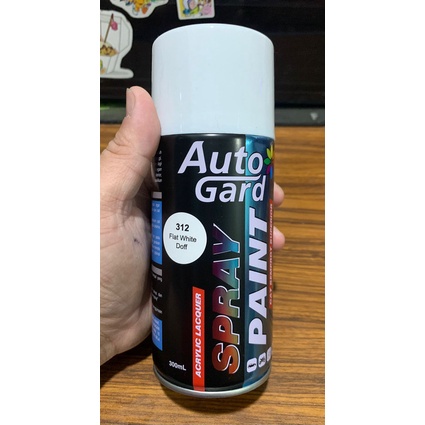 Auto
Gard
312
Flat White
Doff
SPRAY
PAINT
ACRYLIC LACQUER
300mL